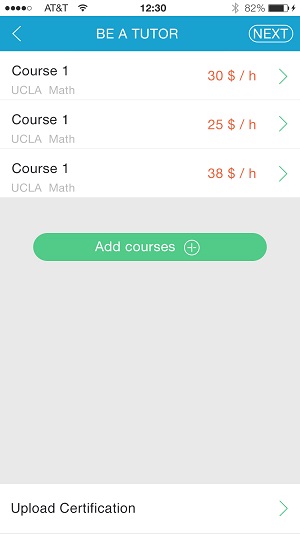 AT&T 12:30 82%
BE A TUTOR NEXT
Course 1
30 $ / h
UCLA Math
Course 1
25 $ / h
UCLA Math
Course 1
38 $ / h
UCLA Math
Add courses
Upload Certification